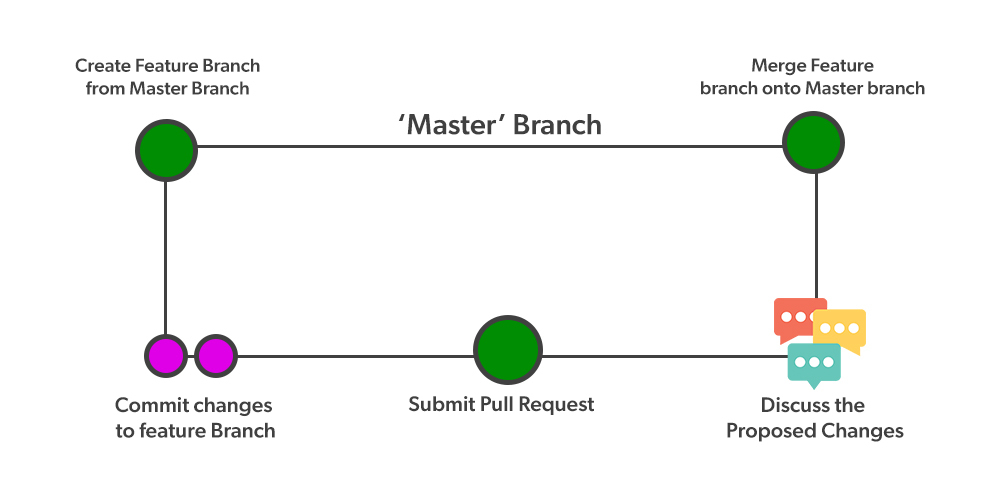 Create Feature Branch
from Master Branch
Merge Feature
branch onto Master branch
‘Master’ Branch
Commit changes
to feature Branch
Submit Pull Request
Discuss the
Proposed Changes